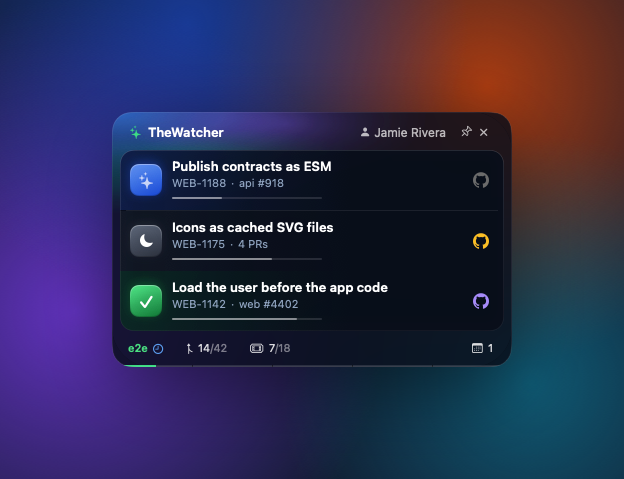 TheWatcher
Jamie Rivera
Publish contracts as ESM
WEB-1188 · api #918
Icons as cached SVG files
WEB-1175 · 4 PRs
Load the user before the app code
WEB-1142 · web #4402
e2e 14/42 7/18 1